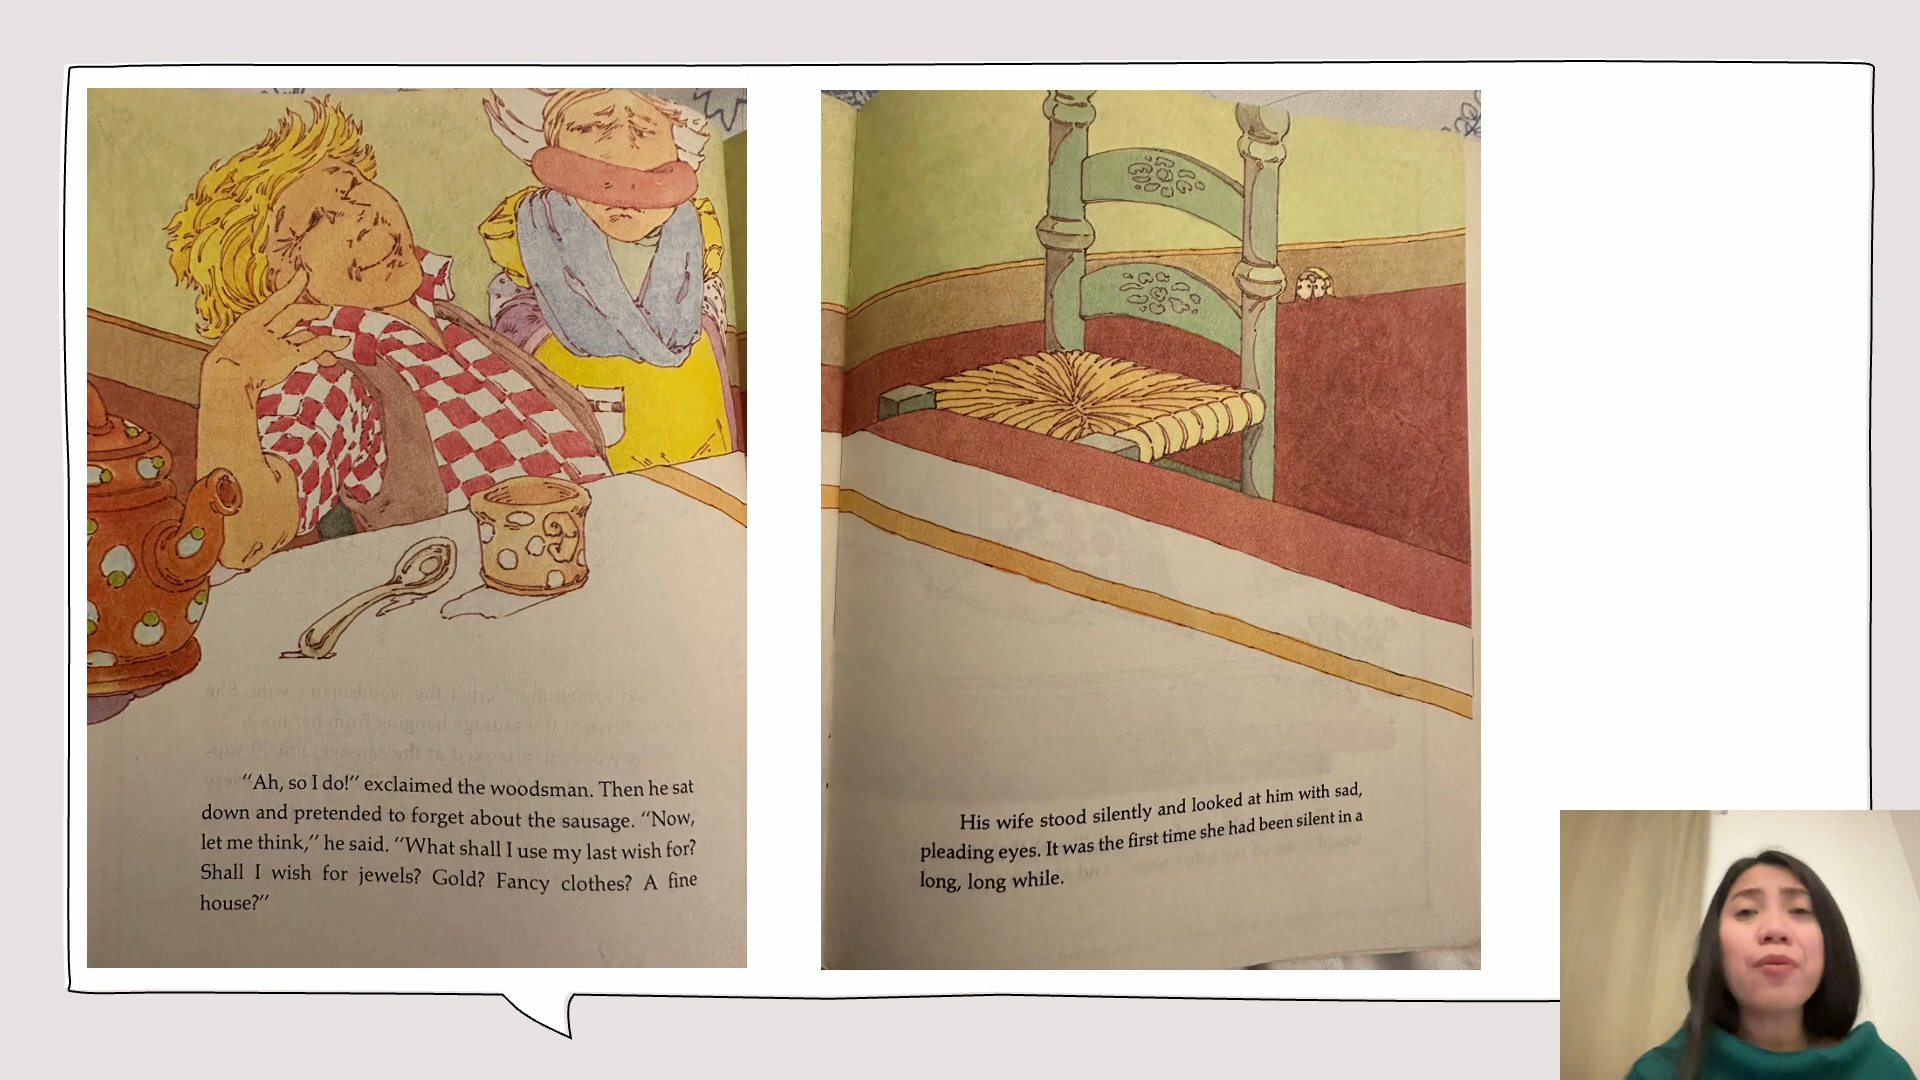 “Ah, so I do!” exclaimed the woodsman. Then he sat
down and pretended to forget about the sausage. “Now,
let me think,” he said. “What shall I use my last wish for?
Shall I wish for jewels? Gold? Fancy clothes? A fine
house?”
His wife stood silently and looked at him with sad,
pleading eyes. It was the first time she had been silent in a
long, long while.